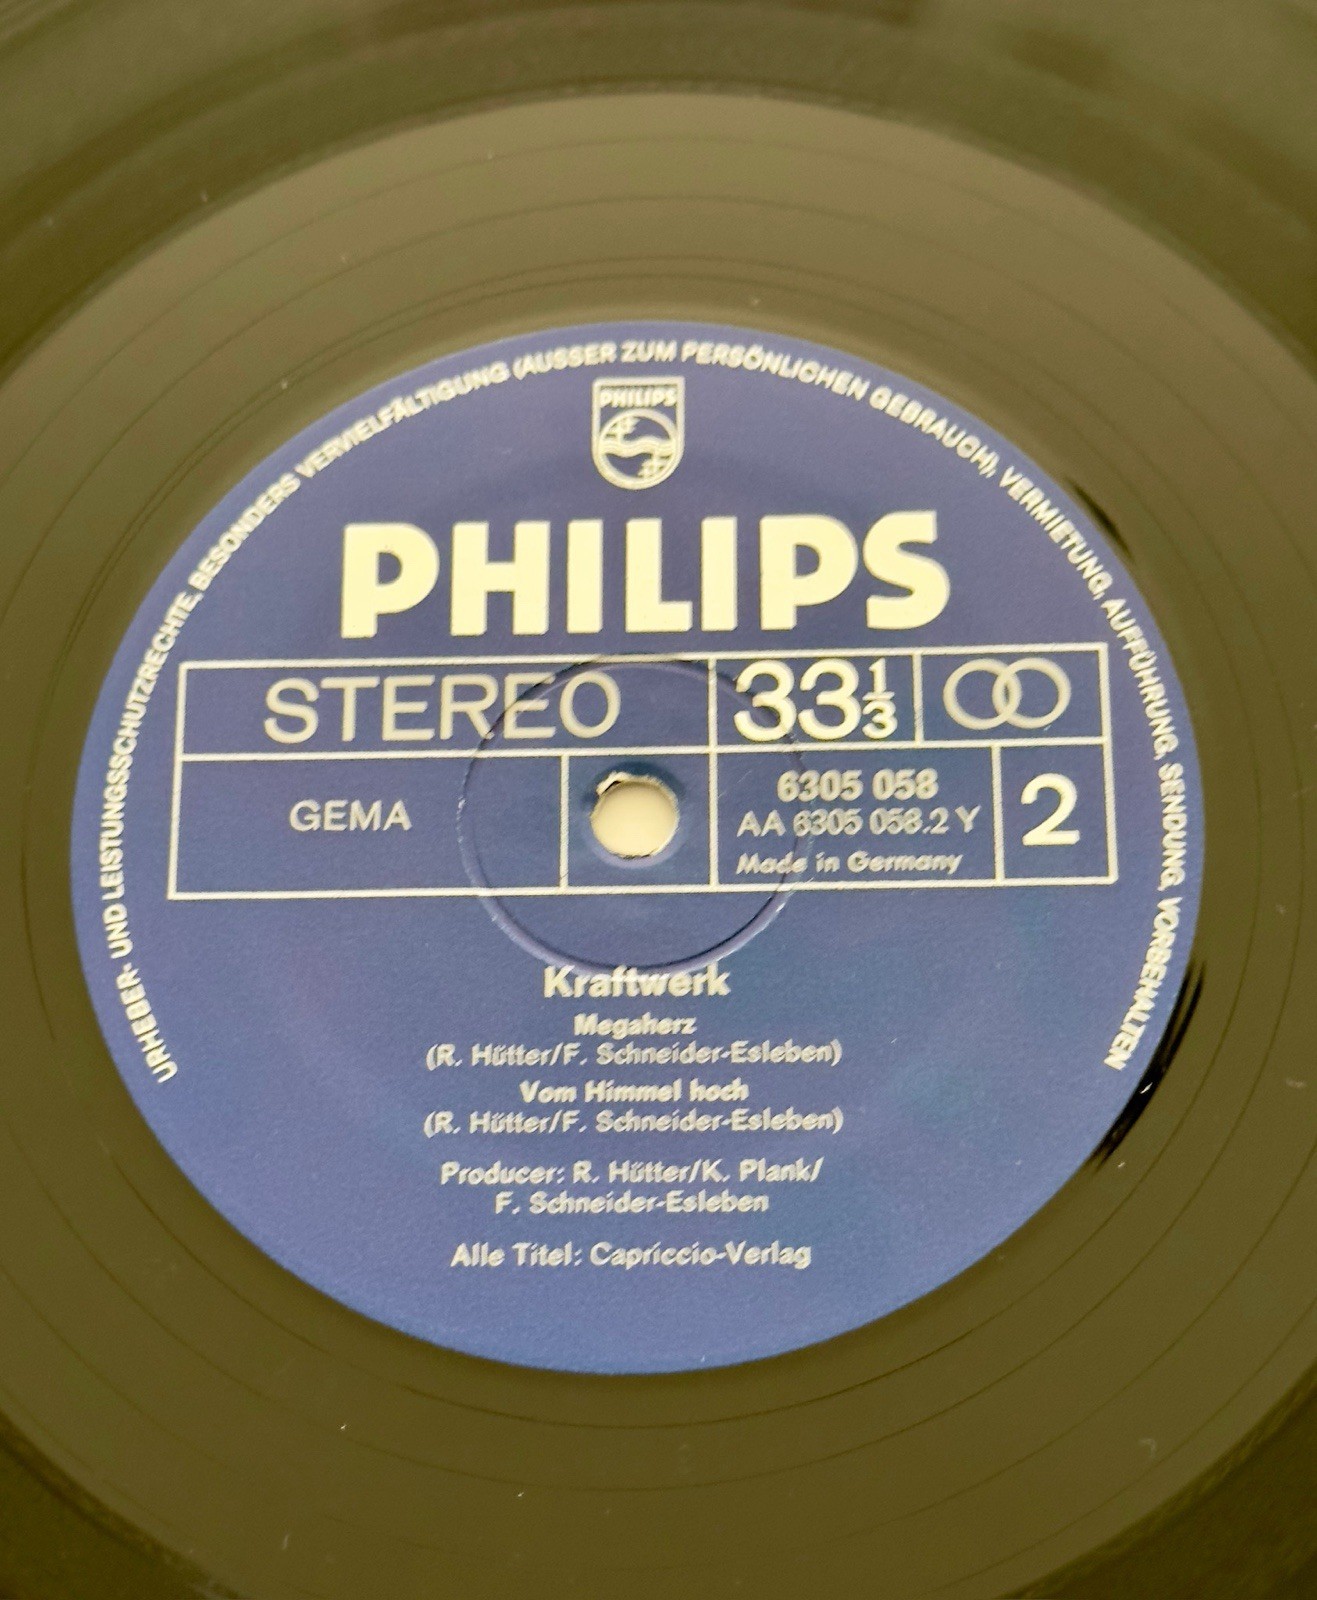 URHEBER- UND LEISTUNGSSCHUTZRECHTE, BESONDERS VERVIELFÄLTIGUNG (AUSSER ZUM PERSÖNLICHEN GEBRAUCH), VERMIETUNG, AUFFÜHRUNG, SENDUNG, VORBEHALTEN
PHILIPS
PHILIPS
STEREO 33 1/3
GEMA
6305 058
AA 6305 058.2 Y
Made in Germany
2
Kraftwerk
Megaherz
(R. Hütter/F. Schneider-Esleben)
Vom Himmel hoch
(R. Hütter/F. Schneider-Esleben)
Producer: R. Hütter/K. Plank/
F. Schneider-Esleben
Alle Titel: Capriccio-Verlag